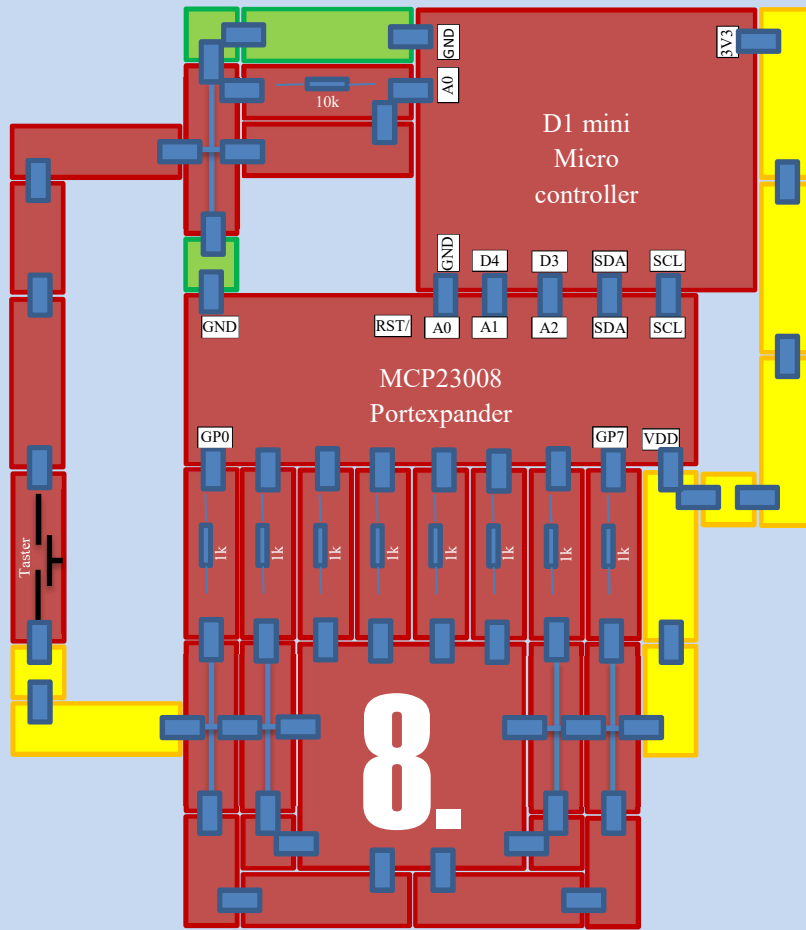 GND
3V3
A0
10k
D1 mini
Micro
controller
GND
D4
D3
SDA
SCL
GND
RST/
A0
A1
A2
SDA
SCL
MCP23008
Portexpander
GP0
GP7
VDD
Taster
1k
1k
1k
1k
1k
1k
1k
1k
8.